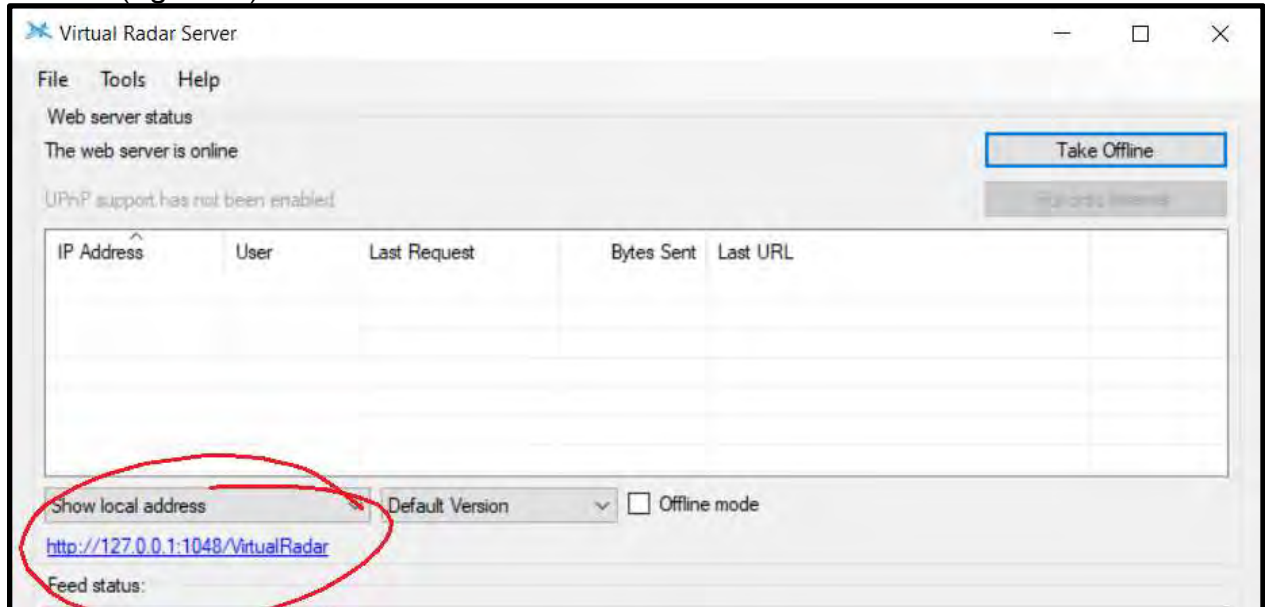 Virtual Radar Server
File Tools Help
Web server status
The web server is online
Take Offline
UPnP support has not been enabled
IP Address User Last Request Bytes Sent Last URL
Show local address Default Version Offline mode
http://127.0.0.1:1048/VirtualRadar
Feed status: